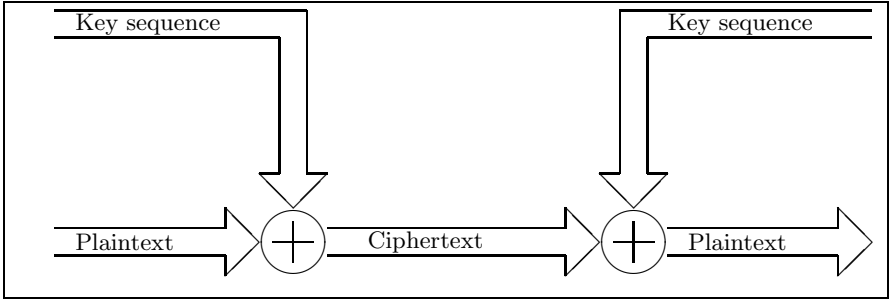 Key sequence
Key sequence
Plaintext
Ciphertext
Plaintext